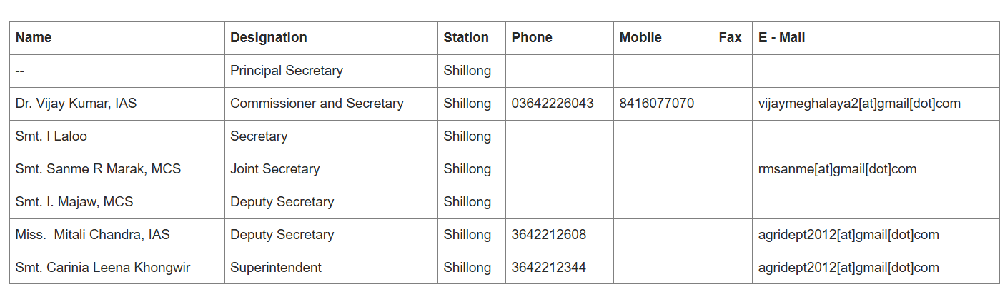 Name Designation Station Phone Mobile Fax E - Mail
-- Principal Secretary Shillong
Dr. Vijay Kumar, IAS Commissioner and Secretary Shillong 03642226043 8416077070 vijaymeghalaya2[at]gmail[dot]com
Smt. I Laloo Secretary Shillong
Smt. Sanme R Marak, MCS Joint Secretary Shillong rmsanme[at]gmail[dot]com
Smt. I. Majaw, MCS Deputy Secretary Shillong
Miss.  Mitali Chandra, IAS Deputy Secretary Shillong 3642212608 agridept2012[at]gmail[dot]com
Smt. Carinia Leena Khongwir Superintendent Shillong 3642212344 agridept2012[at]gmail[dot]com